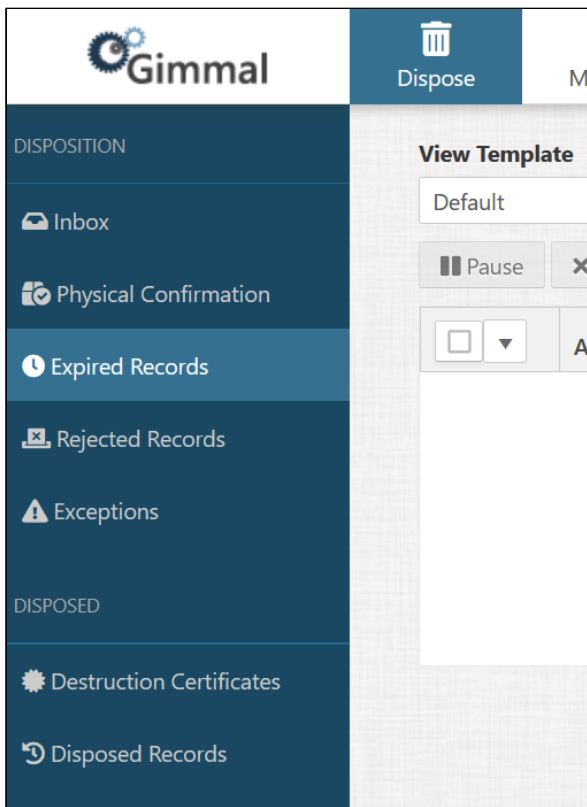 Gimmal
Dispose
M
DISPOSITION
Inbox
Physical Confirmation
Expired Records
Rejected Records
Exceptions
DISPOSED
Destruction Certificates
Disposed Records
View Template
Default
Pause
A